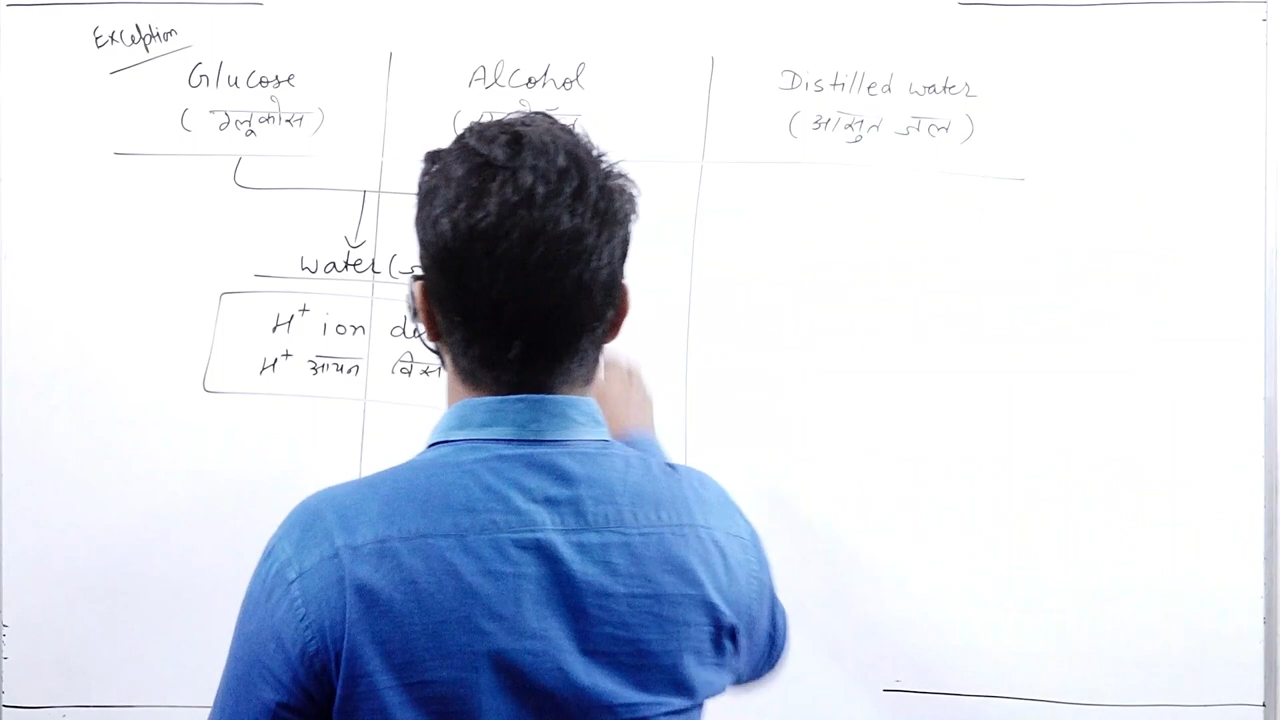 Exception
Glucose
(ग्लूकोस)
Alcohol
Distilled water
(आसुत जल)
water
H⁺ ion
H⁺ आयन